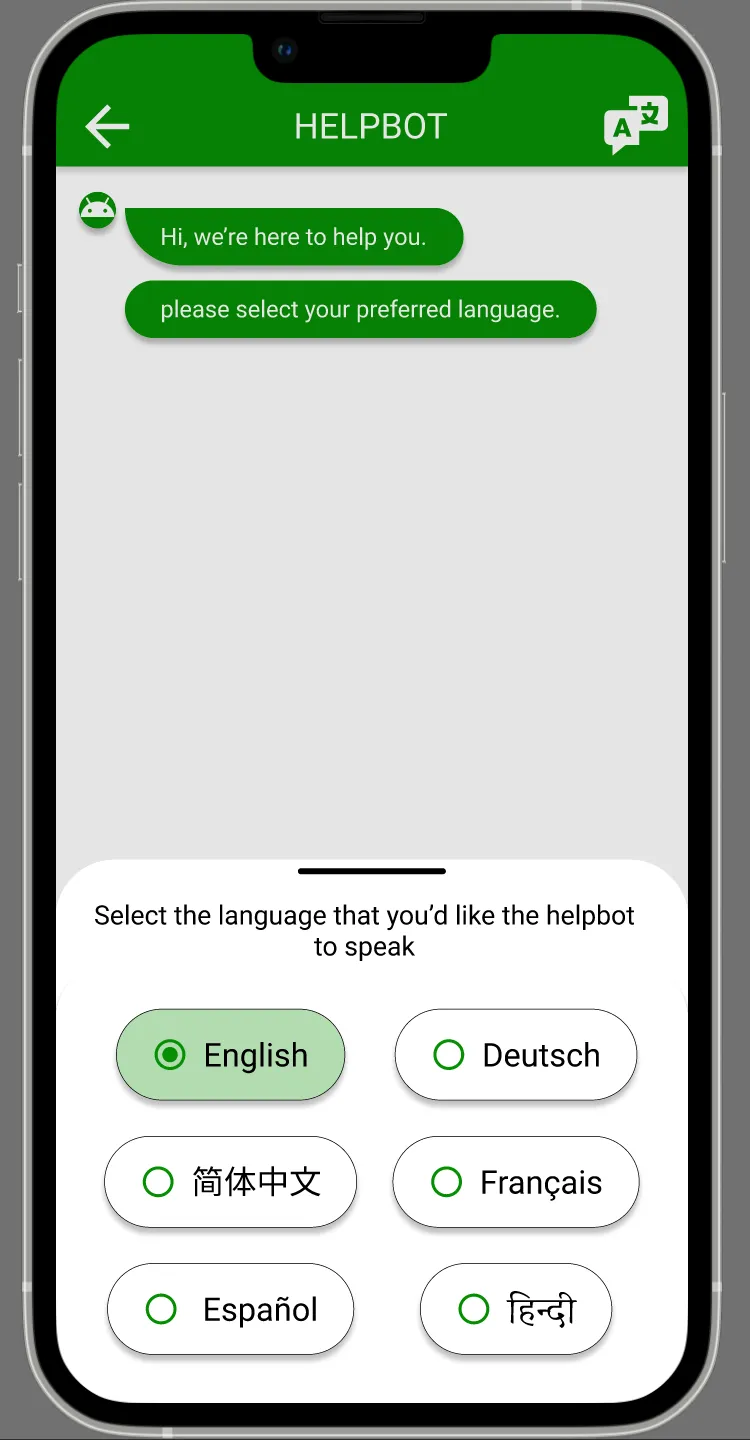 HELPBOT
A 文
Hi, we’re here to help you.
please select your preferred language.
Select the language that you’d like the helpbot
to speak
English
Deutsch
简体中文
Français
Español
हिन्दी